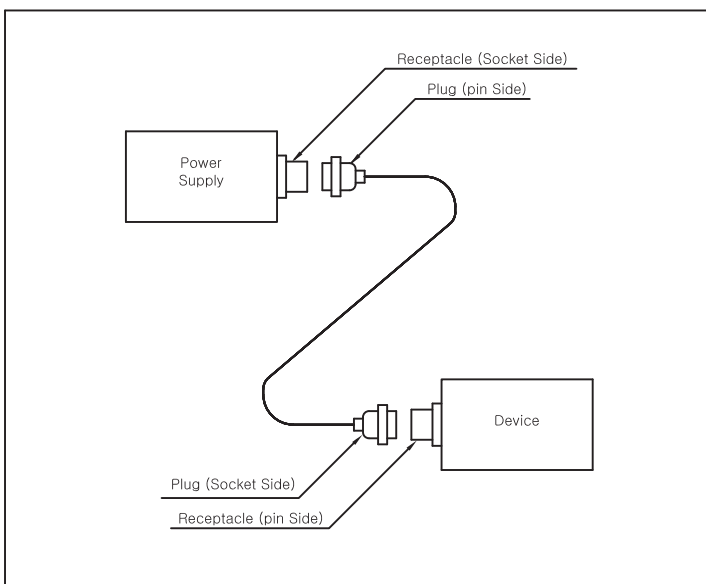 Receptacle (Socket Side)
Plug (pin Side)
Power
Supply
Device
Plug (Socket Side)
Receptacle (pin Side)